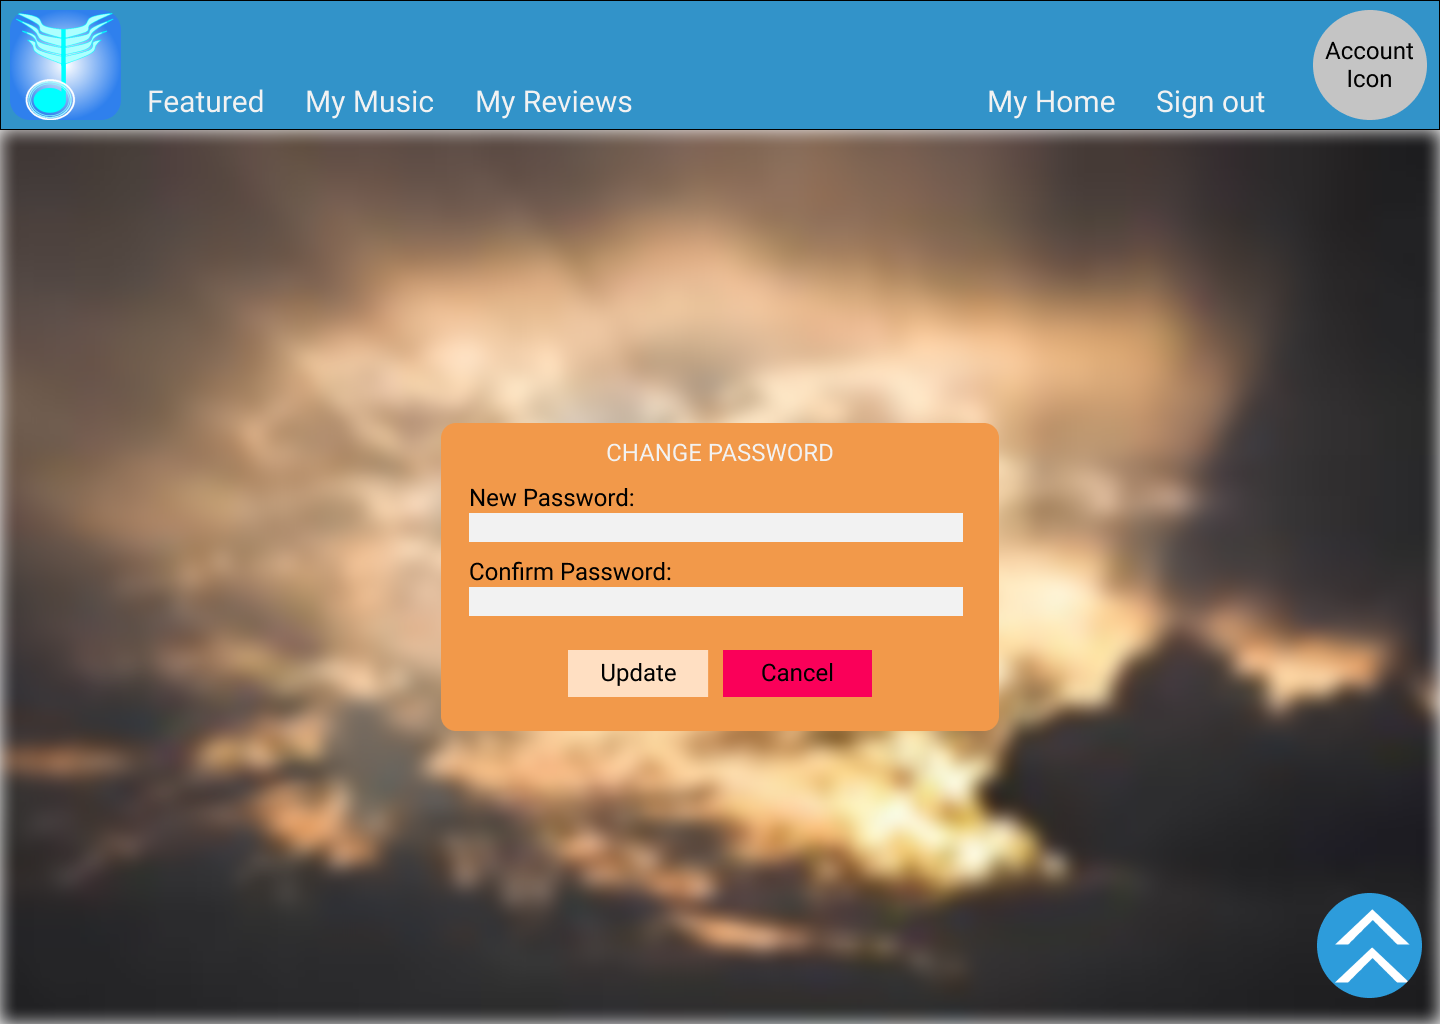 Featured My Music My Reviews My Home Sign out
Account
Icon
CHANGE PASSWORD
New Password:
Confirm Password:
Update Cancel